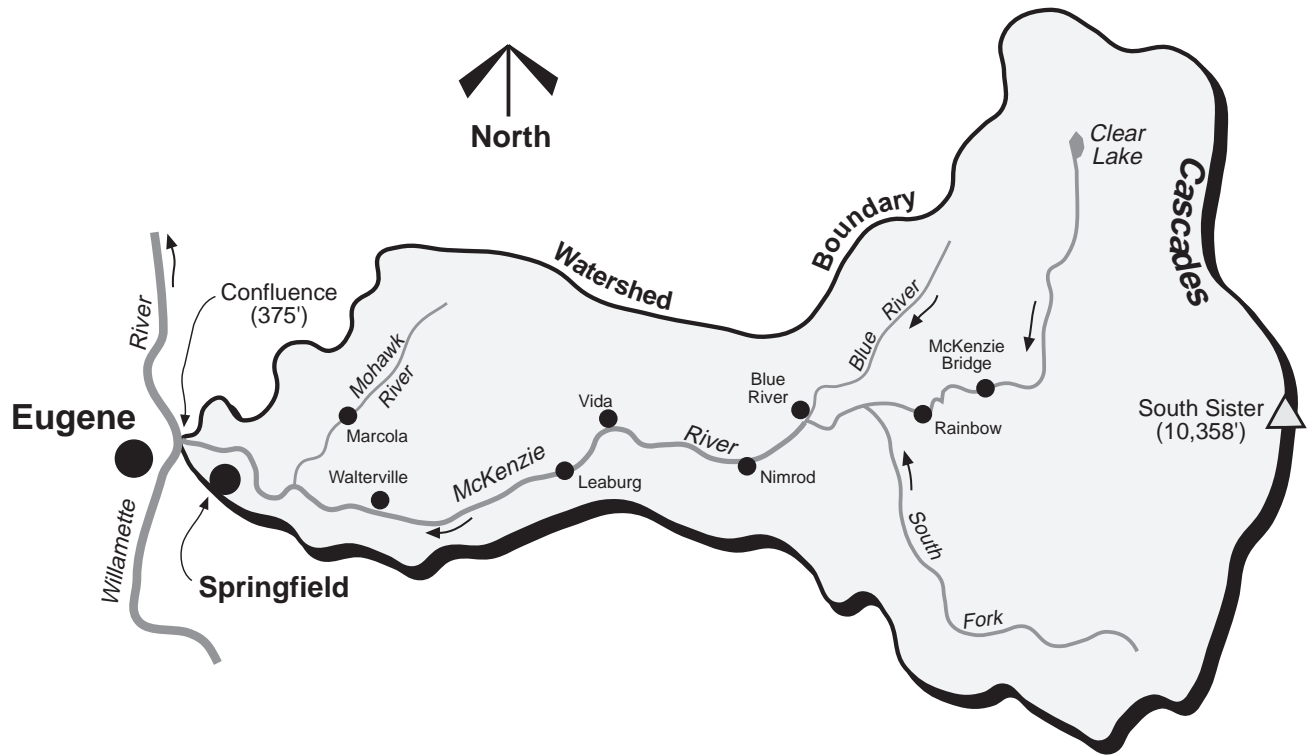 North
Clear
Lake
Cascades
Boundary
Watershed
Confluence
(375')
River
Blue River
McKenzie
Bridge
Mohawk
River
Blue
River
Vida
South Sister
(10,358')
Eugene
Marcola
Rainbow
McKenzie River
Walterville
Leaburg
Nimrod
South
Fork
Willamette
Springfield